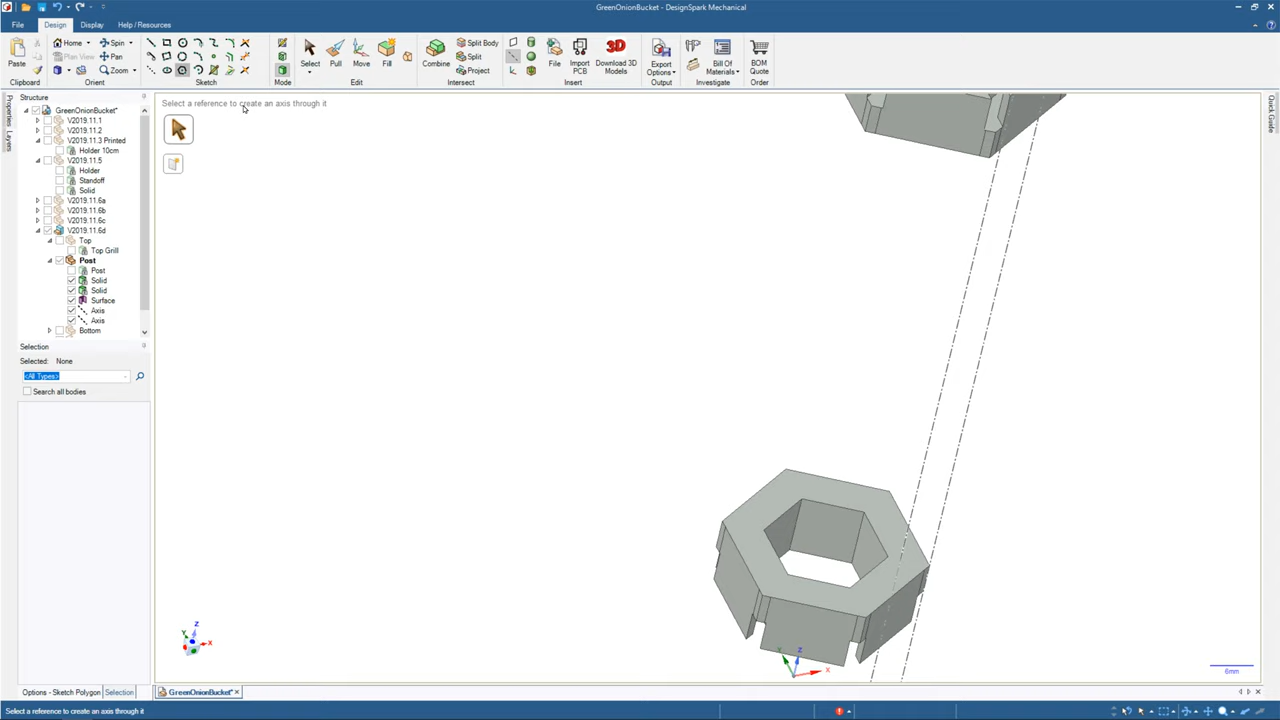 GreenOnionBucket* - DesignSpark Mechanical
File
Design
Display
Help / Resources
Paste
Home
Spin
Plan View
Pan
Zoom
Select
Pull
Move
Fill
Combine
Split Body
Split
Project
File
Import PCB
Download 3D Models
Export Options
Bill Of Materials
BOM Quote
Clipboard
Orient
Sketch
Mode
Edit
Intersect
Insert
Output
Investigate
Order
Properties
Layers
Structure
GreenOnionBucket*
V2019.11.1
V2019.11.2
V2019.11.3 Printed
Holder 10cm
V2019.11.5
Holder
Standoff
Solid
V2019.11.6a
V2019.11.6b
V2019.11.6c
V2019.11.6d
Top
Top Grill
Post
Post
Solid
Solid
Surface
Axis
Axis
Bottom
Selection
Selected: None
<All Types>
Search all bodies
Select a reference to create an axis through it
Quick Guide
Z
Y
X
Y
Z
X
6mm
Options - Sketch Polygon
Selection
GreenOnionBucket*
Select a reference to create an axis through it